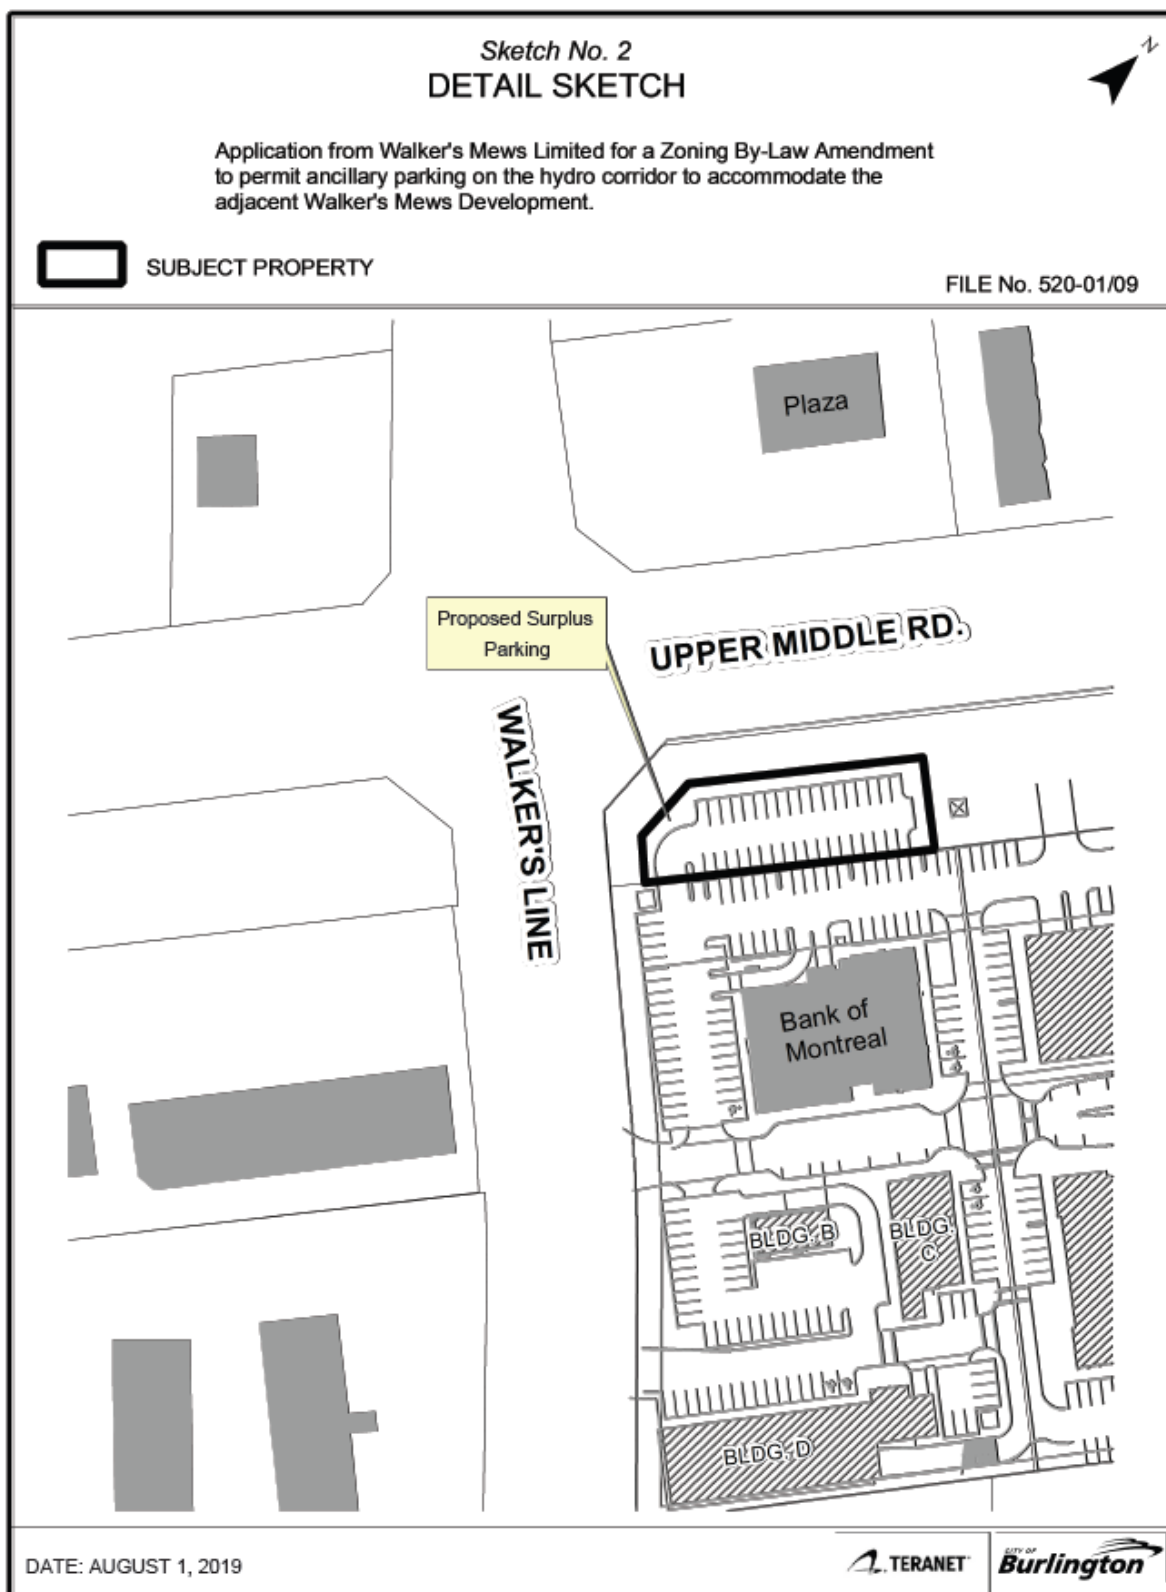 Sketch No. 2
N
DETAIL SKETCH
Application from Walker's Mews Limited for a Zoning By-Law Amendment
to permit ancillary parking on the hydro corridor to accommodate the
adjacent Walker's Mews Development.
SUBJECT PROPERTY
FILE No. 520-01/09
Plaza
Proposed Surplus
Parking
UPPER MIDDLE RD.
WALKER'S LINE
Bank of
Montreal
BLDG. B
BLDG.
C
BLDG. D
DATE: AUGUST 1, 2019
TERANET
CITY OF
Burlington